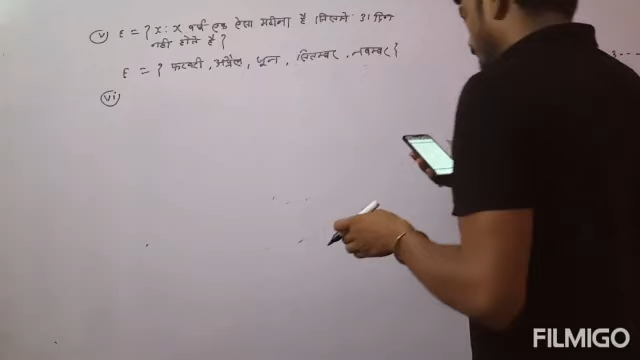 (v) E = { x : x वर्ष का एक ऐसा महीना है जिसमें 31 दिन
नहीं होते हैं }
E = { फरवरी , अप्रैल , जून , सितम्बर , नवम्बर }
(vi)
FILMIGO